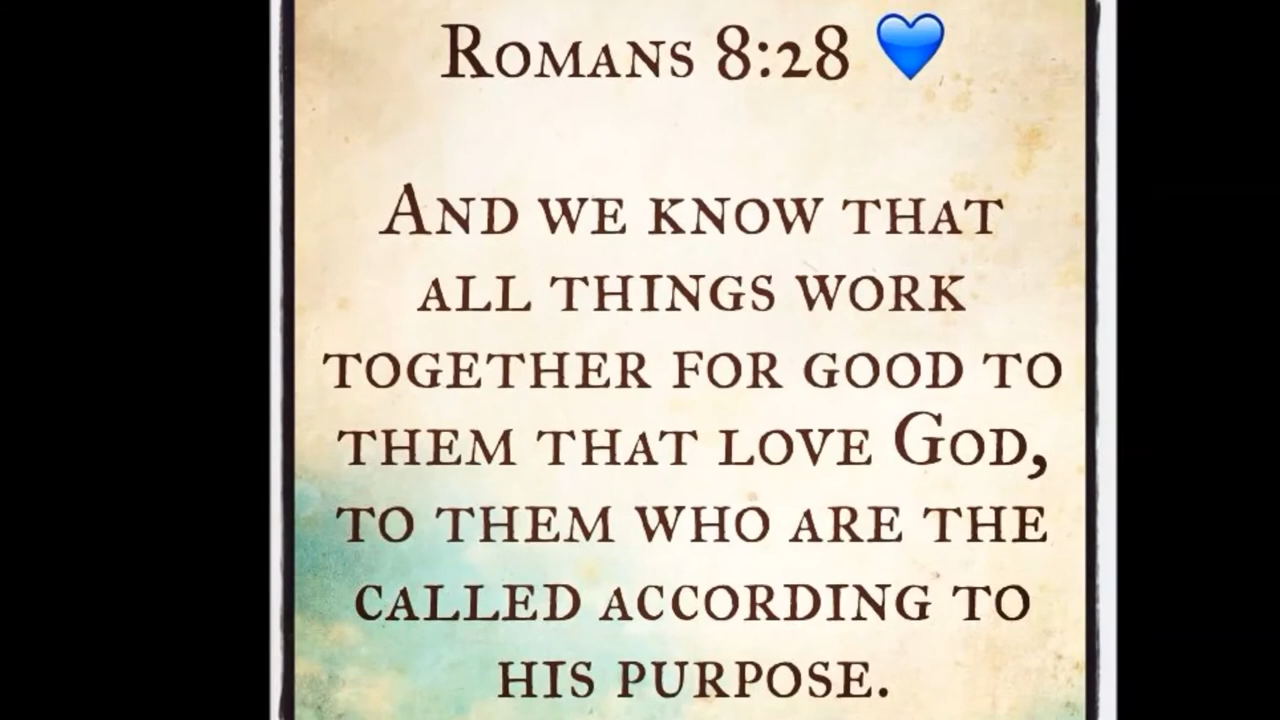 Romans 8:28 💙
And we know that
all things work
together for good to
them that love God,
to them who are the
called according to
his purpose.